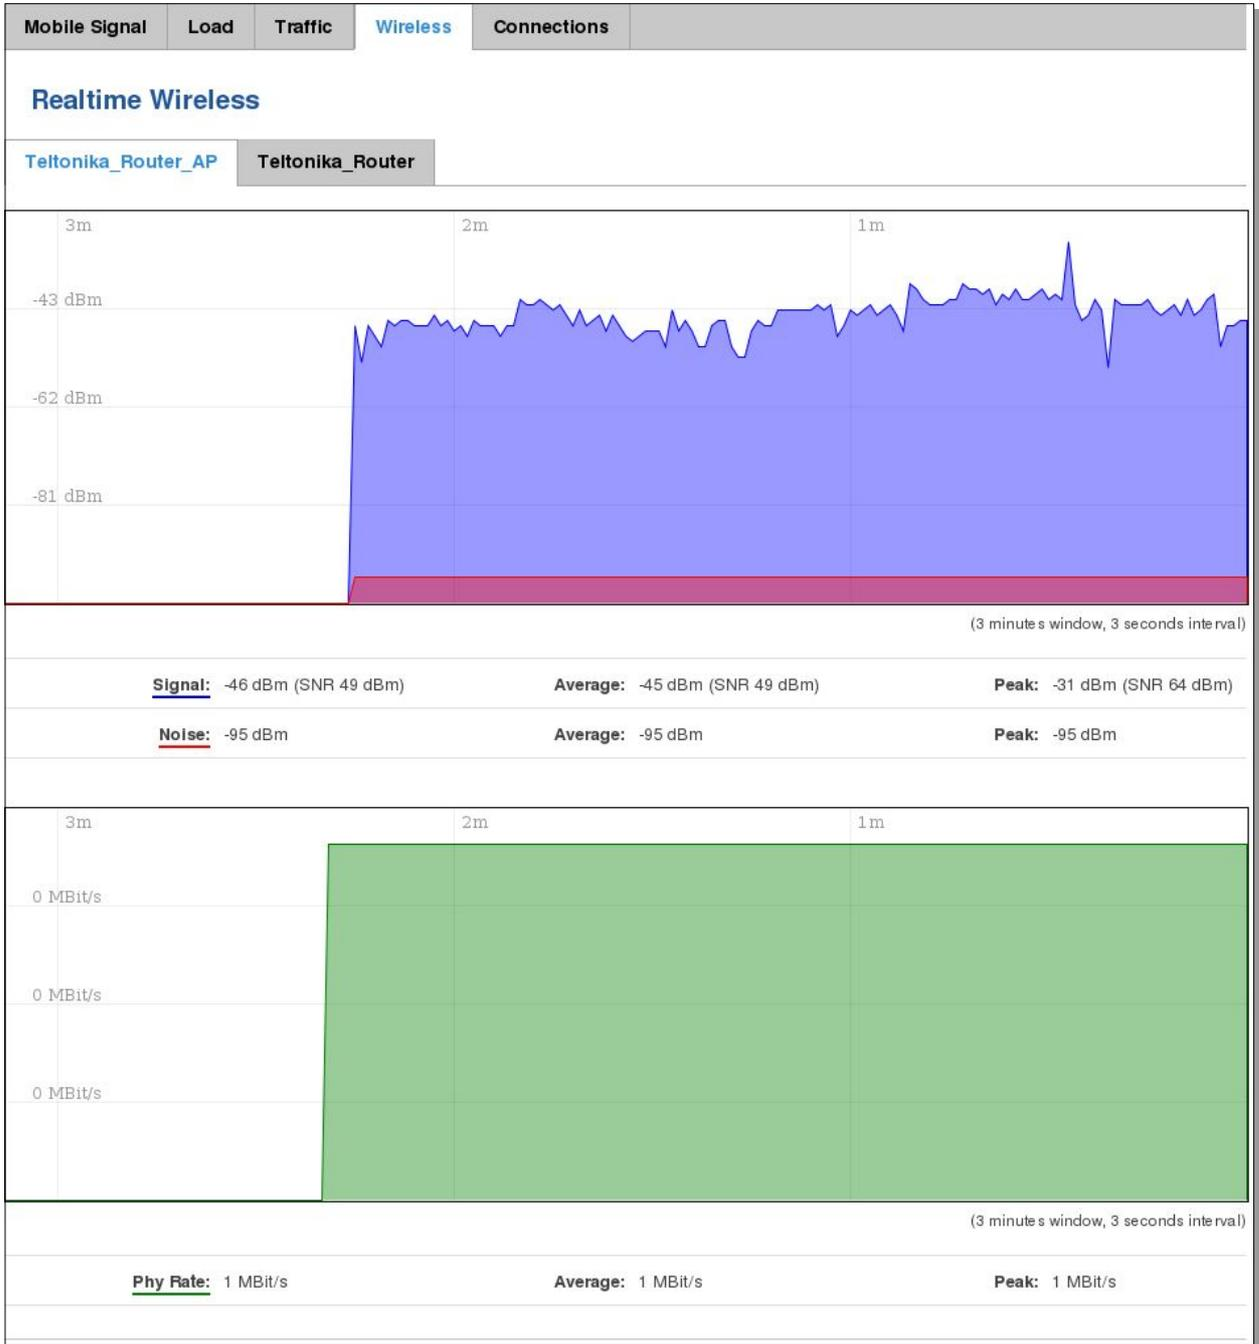 Mobile Signal Load Traffic Wireless Connections
Realtime Wireless
Teltonika_Router_AP Teltonika_Router
3m 2m 1m
-43 dBm
-62 dBm
-81 dBm
(3 minutes window, 3 seconds interval)
Signal: -46 dBm (SNR 49 dBm) Average: -45 dBm (SNR 49 dBm) Peak: -31 dBm (SNR 64 dBm)
Noise: -95 dBm Average: -95 dBm Peak: -95 dBm
3m 2m 1m
0 MBit/s
0 MBit/s
0 MBit/s
(3 minutes window, 3 seconds interval)
Phy Rate: 1 MBit/s Average: 1 MBit/s Peak: 1 MBit/s